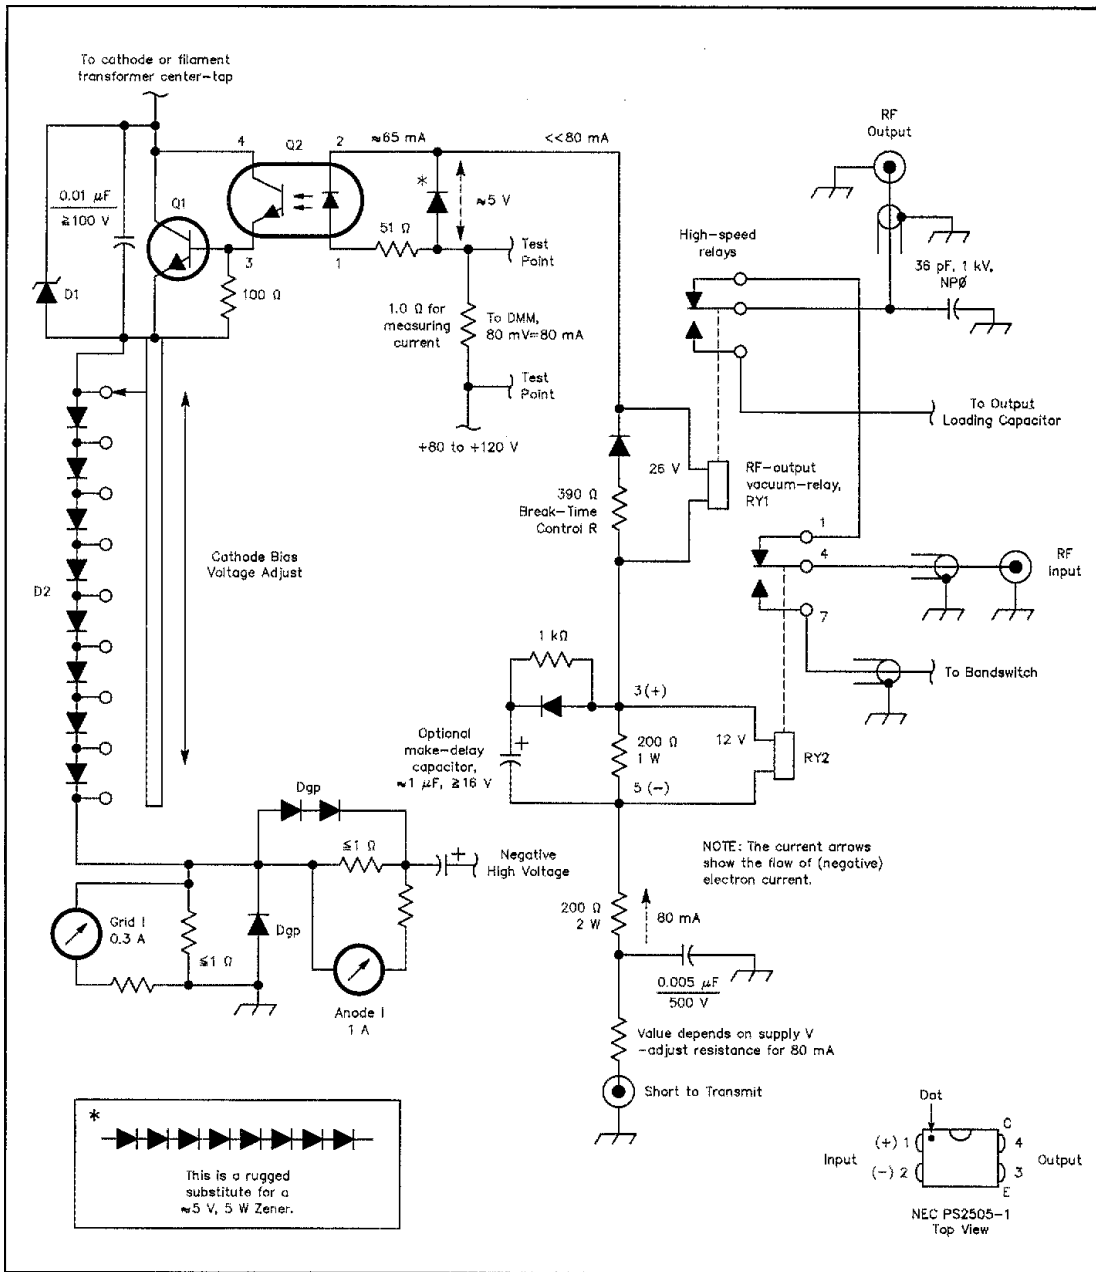 To cathode or filament
transformer center-tap
4
Q2
≈65 mA
2
<<80 mA
RF
Output
0.01 µF
≧100 V
Q1
*
≈5 V
51 Ω
3
1
Test
Point
High-speed
relays
36 pF, 1 kV,
NPØ
D1
100 Ω
1.0 Ω for
measuring
current
To DMM,
80 mV=80 mA
Test
Point
+80 to +120 V
To Output
Loading Capacitor
26 V
RF-output
vacuum-relay,
RY1
390 Ω
Break-Time
Control R
1
4
7
RF
Input
Cathode Bias
Voltage Adjust
D2
1 kΩ
To Bandswitch
3 (+)
Optional
make-delay
capacitor,
≈1 µF, ≧16 V
+
200 Ω
1 W
12 V
RY2
5 (−)
Dgp
≦1 Ω
+
Negative
High Voltage
NOTE: The current arrows
show the flow of (negative)
electron current.
Grid I
0.3 A
≦1 Ω
Dgp
200 Ω
2 W
80 mA
0.005 µF
500 V
Anode I
1 A
Value depends on supply V
-adjust resistance for 80 mA
Short to Transmit
*
This is a rugged
substitute for a
≈5 V, 5 W Zener.
Dot
C
Input
(+) 1
4
Output
(−) 2
3
E
NEC PS2505-1
Top View